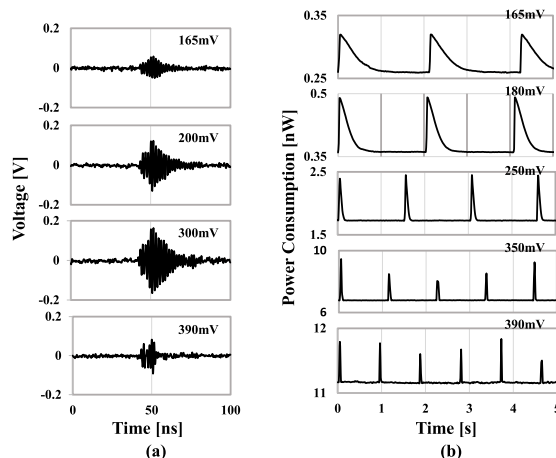 165mV
0.2
0
-0.2
200mV
0.2
0
-0.2
300mV
0.2
0
-0.2
390mV
0.2
0
-0.2
0
50
100
Voltage [V]
Time [ns]
(a)
165mV
0.35
0.25
180mV
0.5
0.35
250mV
2.5
1.5
350mV
10
6
390mV
12
11
0
1
2
3
4
5
Power Consumption [nW]
Time [s]
(b)